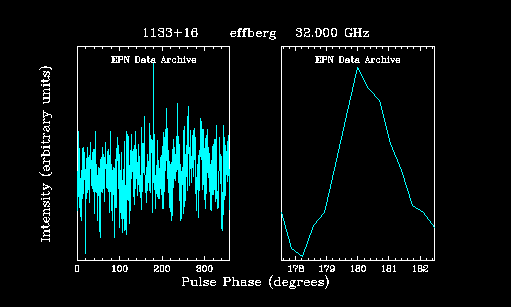 1133+16 effberg 32.000 GHz
EPN Data Archive EPN Data Archive
Intensity (arbitrary units)
0 100 200 300 178 179 180 181 182
Pulse Phase (degrees)